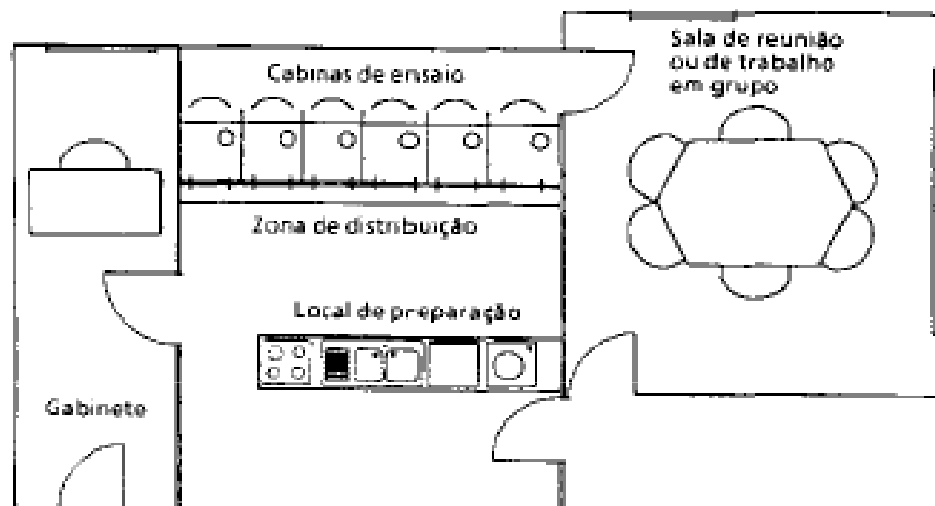 Sala de reunião
ou de trabalho
em grupo
Cabinas de ensaio
Zona de distribuição
Local de preparação
Gabinete